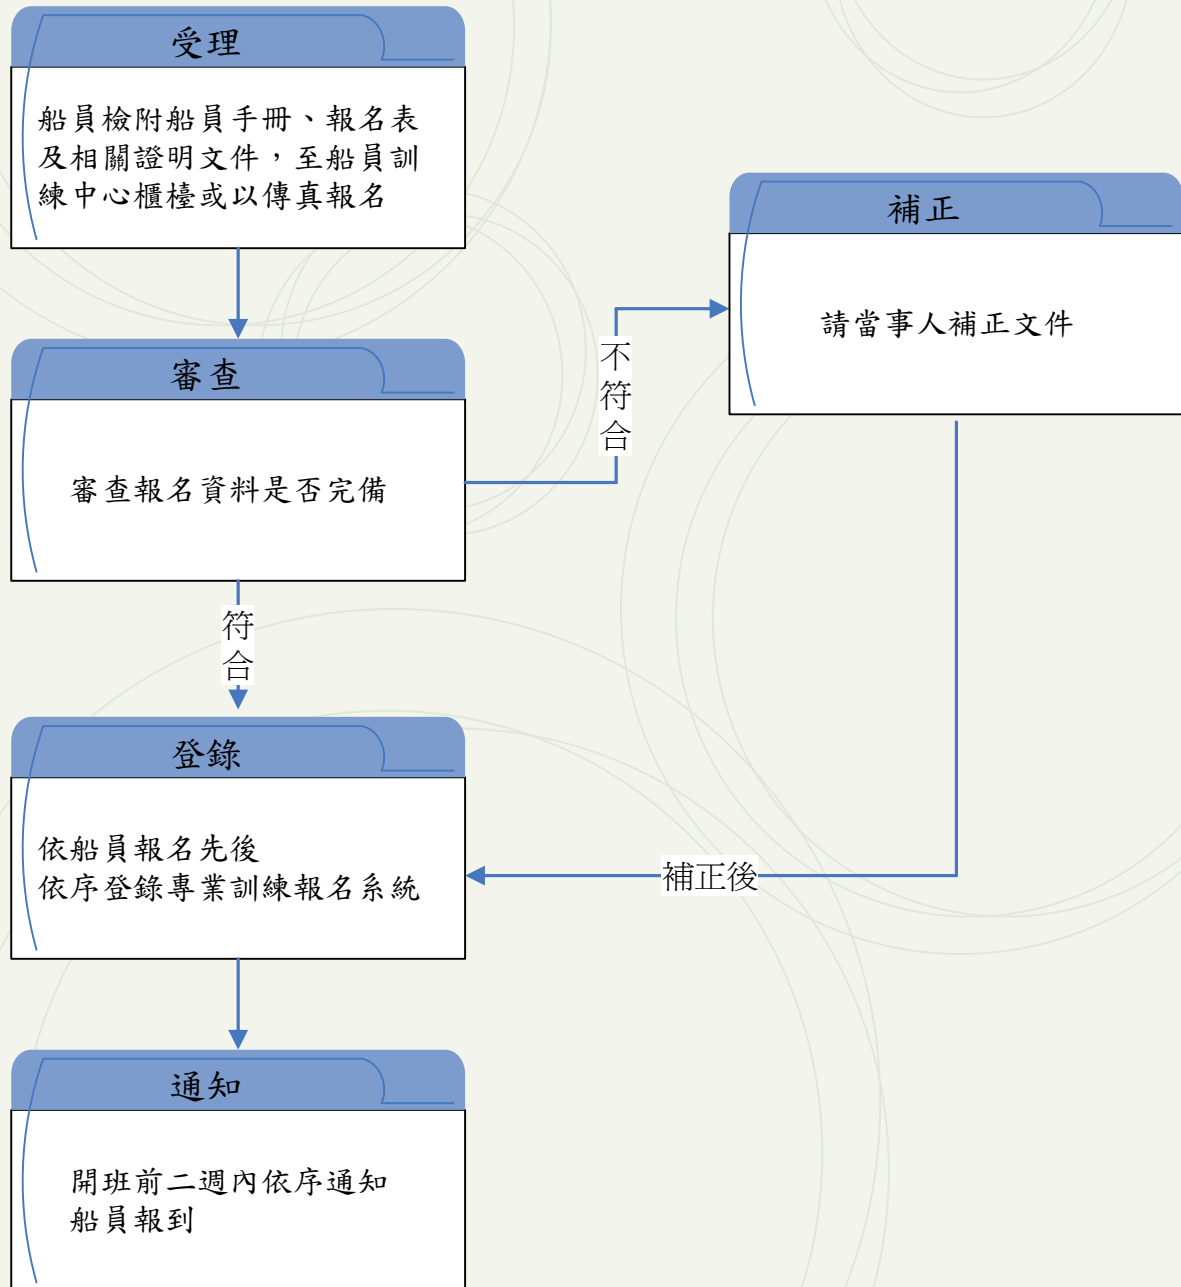 受理
船員檢附船員手冊、報名表
及相關證明文件，至船員訓
練中心櫃檯或以傳真報名
補正
請當事人補正文件
不符合
審查
審查報名資料是否完備
符合
登錄
依船員報名先後
依序登錄專業訓練報名系統
補正後
通知
開班前二週內依序通知
船員報到